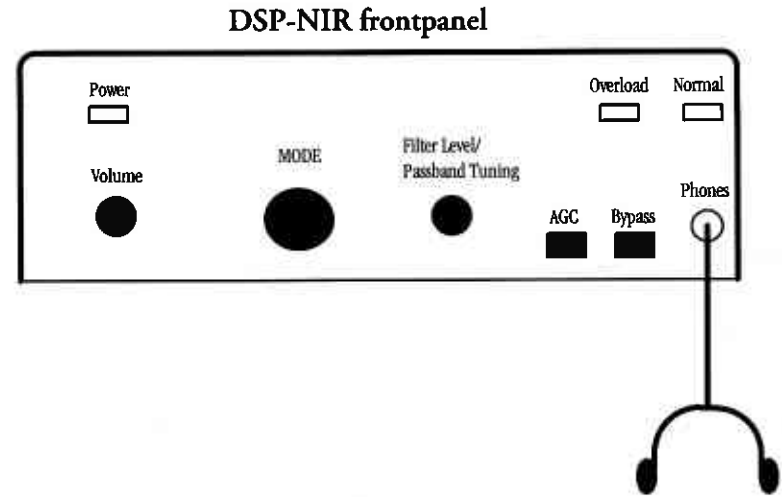 DSP-NIR frontpanel
Power
Overload
Normal
MODE
Filter Level/
Passband Tuning
Volume
AGC
Bypass
Phones